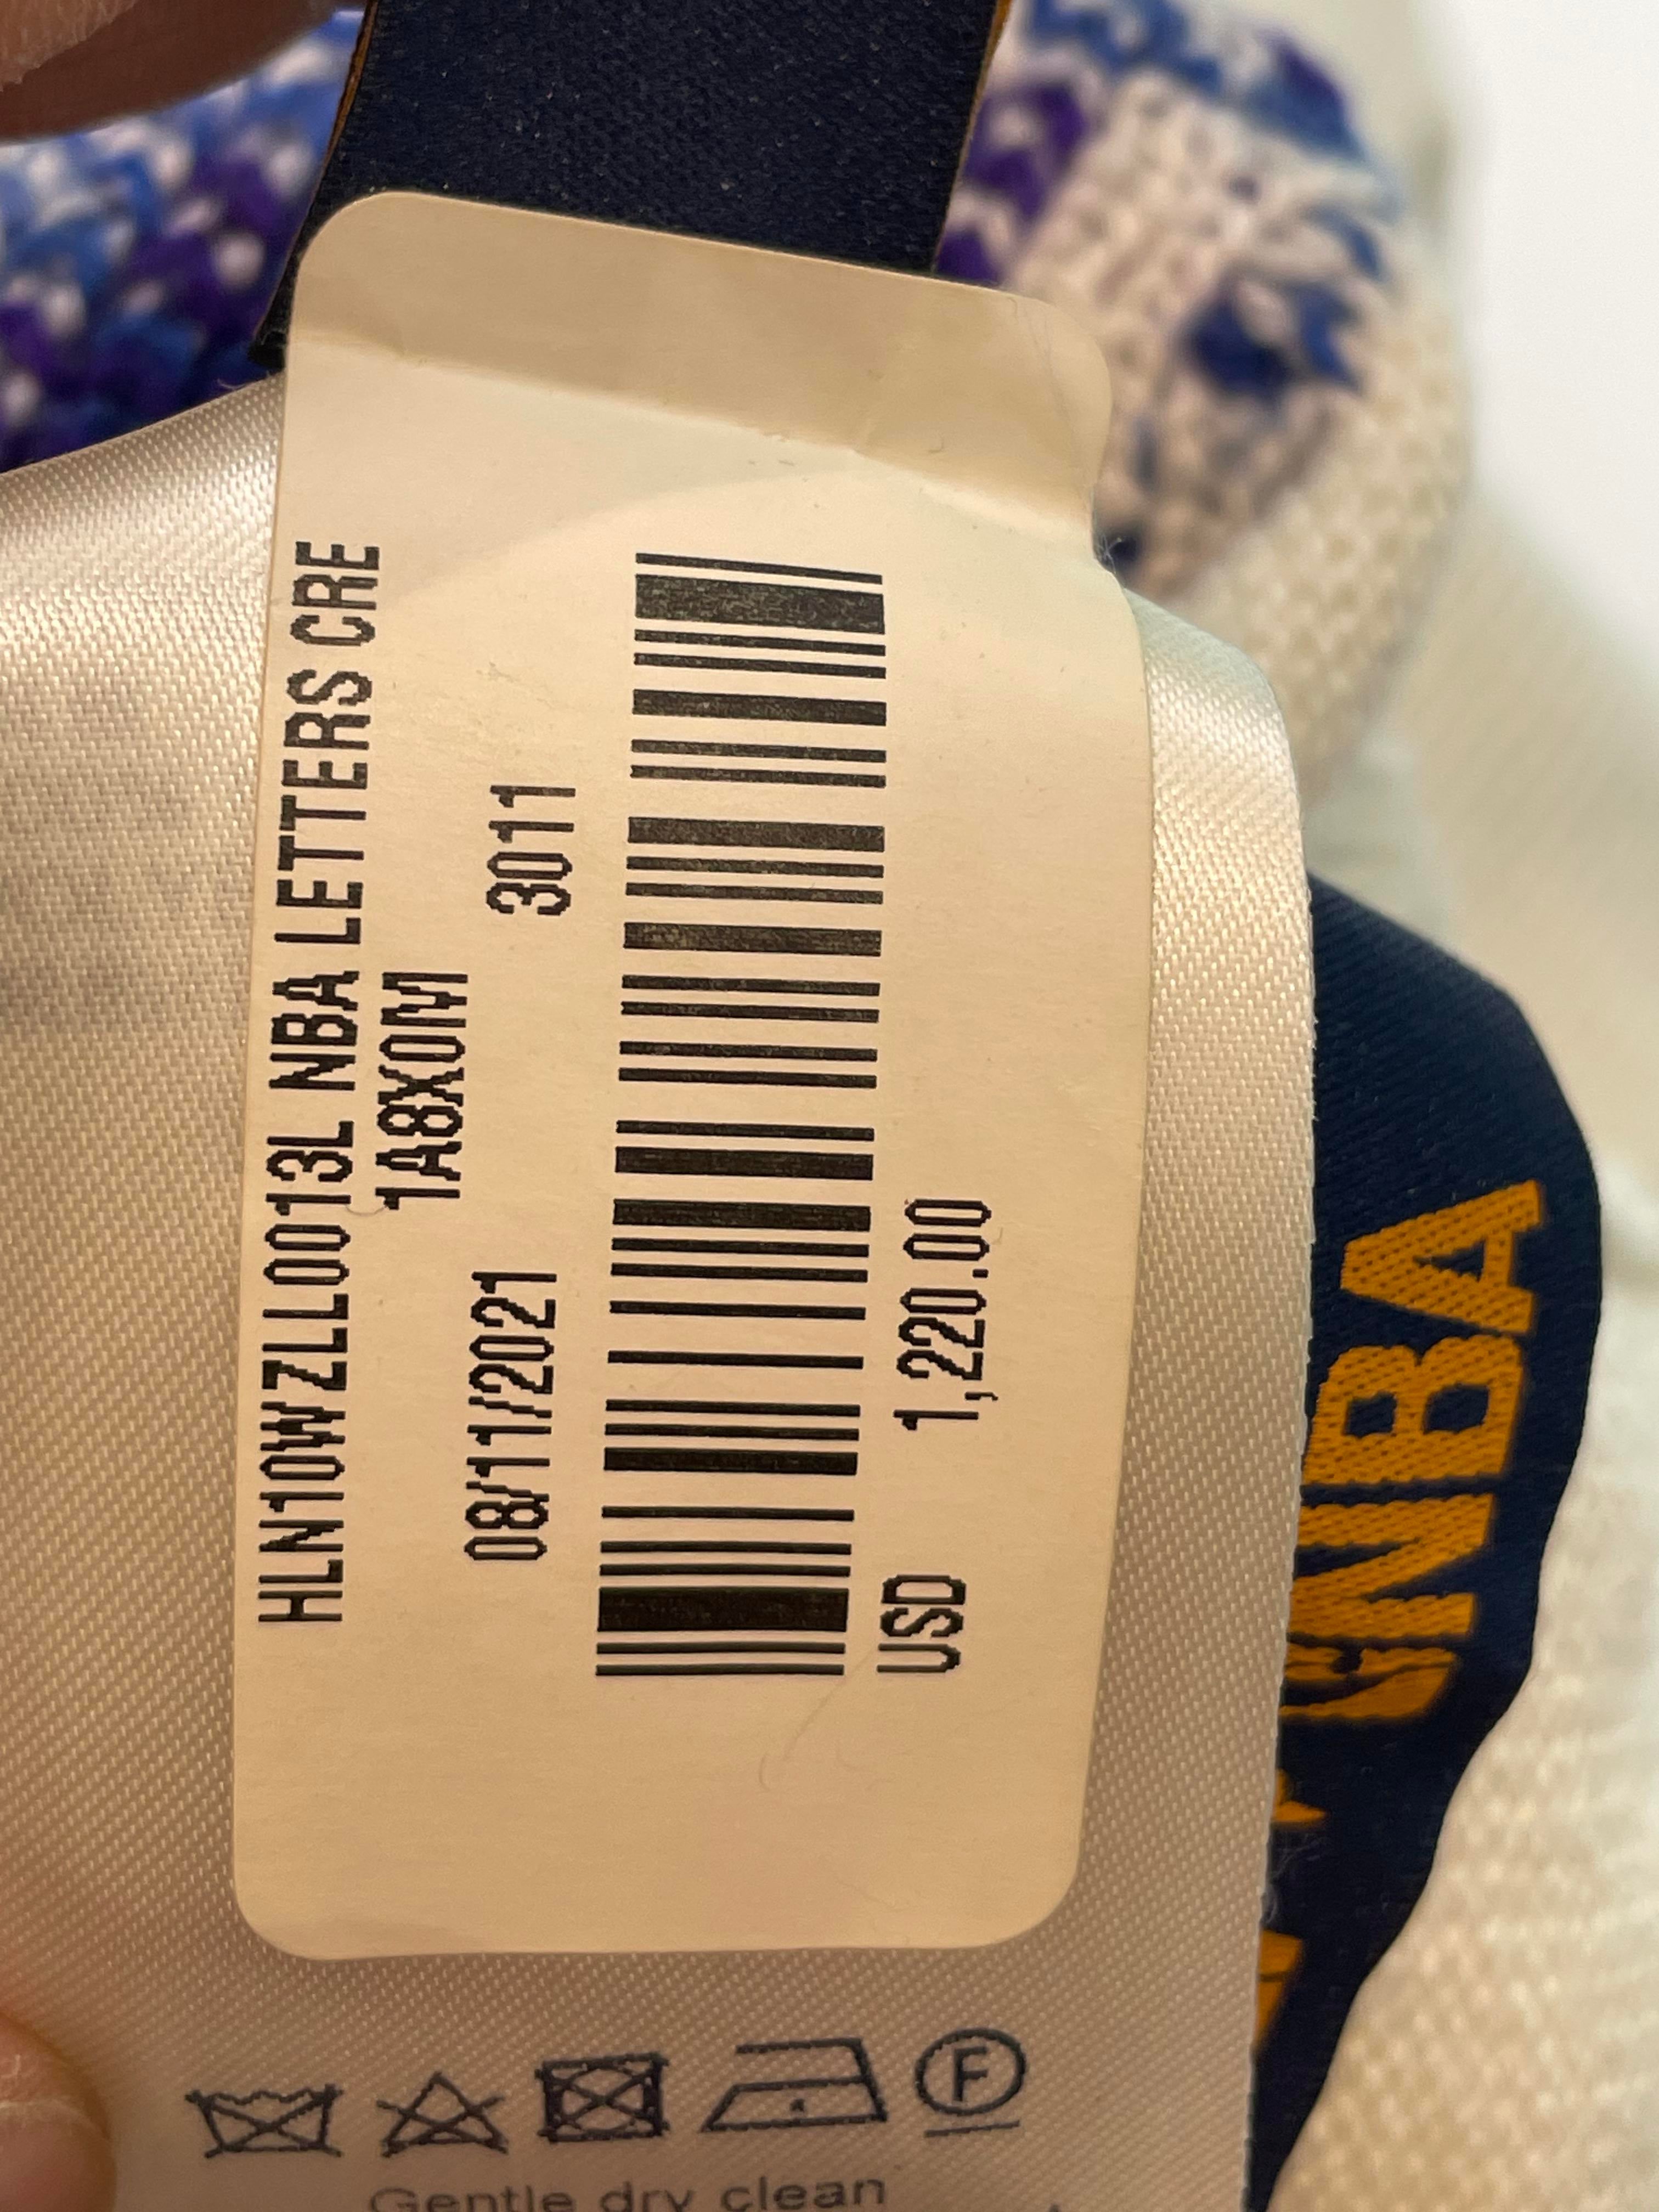 HLN10WZLL0013L NBA LETTERS CRE
1A8X0M
08/11/2021 3011
USD 1,220.00
NBA
F
Gentle dry clean